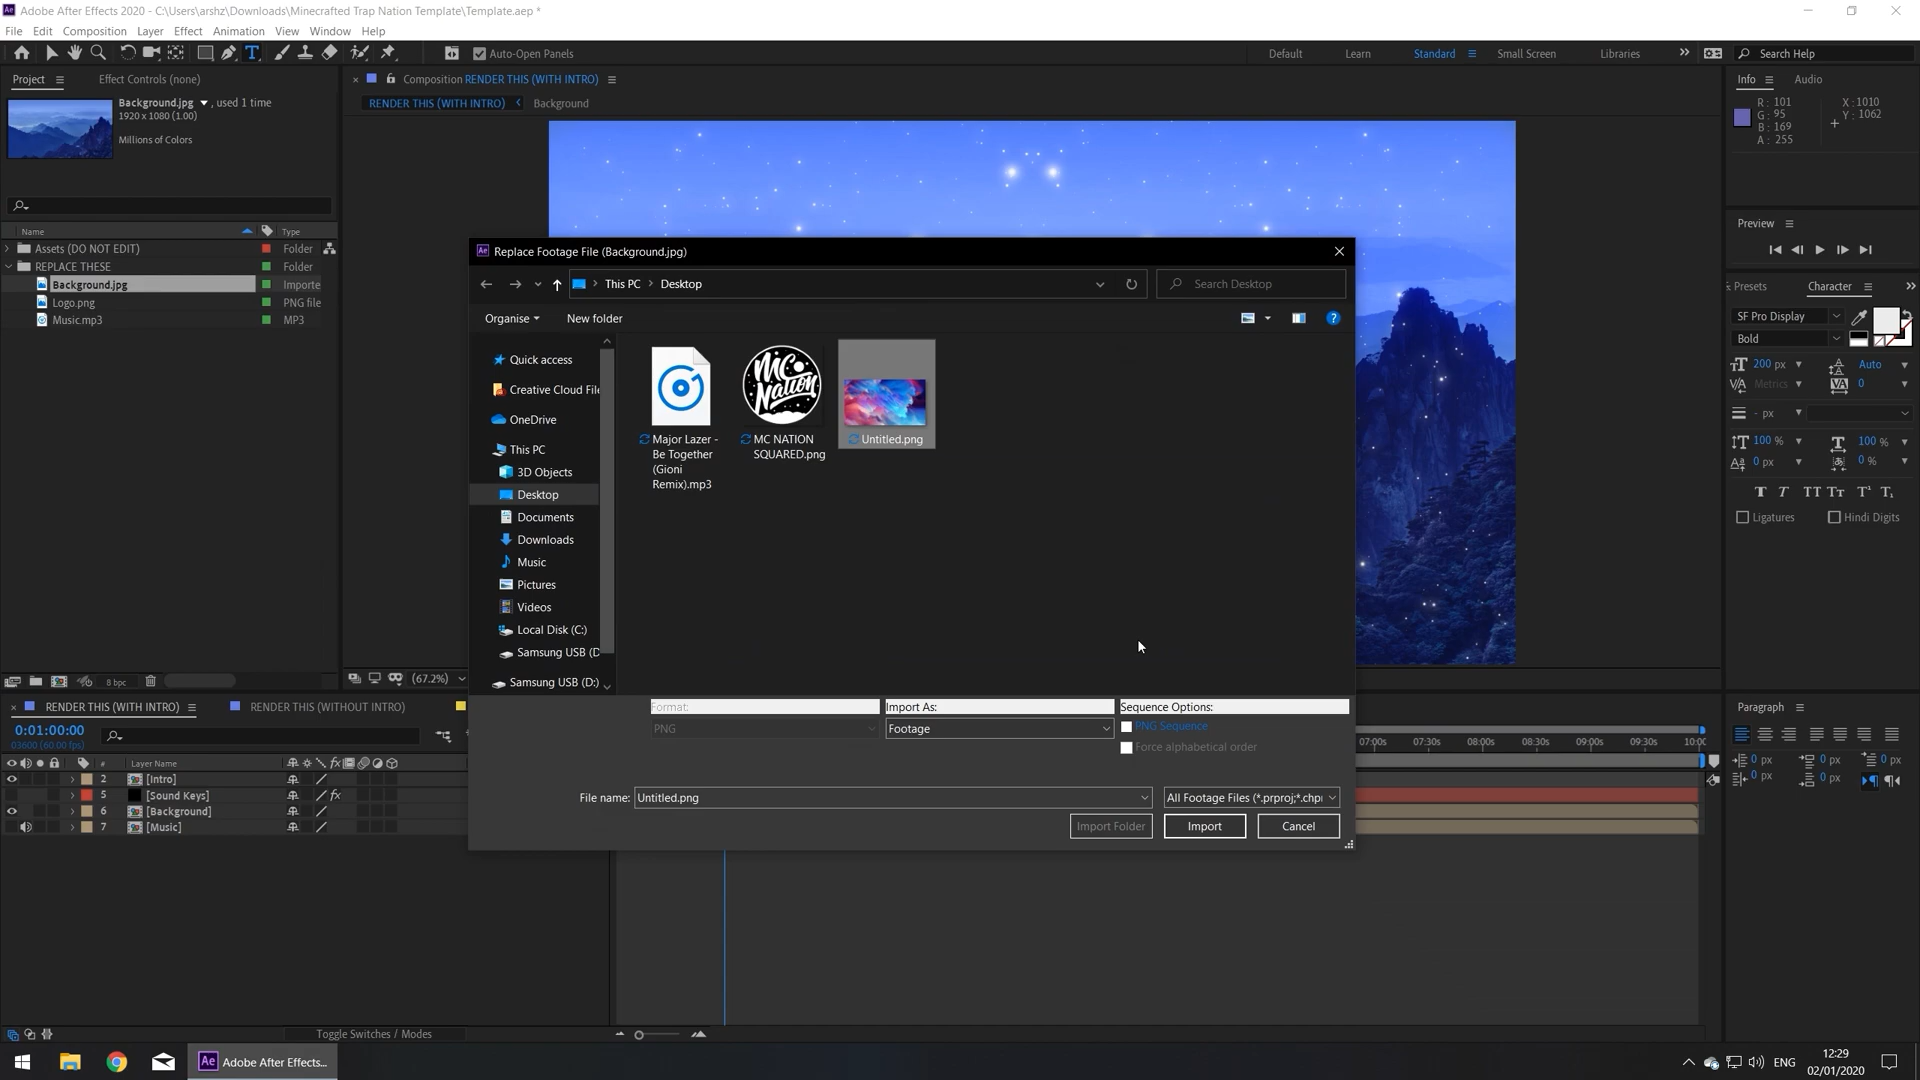 Adobe After Effects 2020 - C:\Users\arshz\Downloads\Minecrafted Trap Nation Template\Template.aep *
File Edit Composition Layer Effect Animation View Window Help
Auto-Open Panels
Default Learn Standard Small Screen Libraries
Search Help
Project
Effect Controls (none)
Composition RENDER THIS (WITH INTRO)
RENDER THIS (WITH INTRO)
Background
Background.jpg , used 1 time
1920 x 1080 (1.00)
Millions of Colors
Name Type
Assets (DO NOT EDIT) Folder
REPLACE THESE Folder
Background.jpg Importe
Logo.png PNG file
Music.mp3 MP3
8 bpc
Info
Audio
R: 101
G: 95
B: 169
A: 255
X: 1010
Y: 1062
Preview
Presets
Character
SF Pro Display
Bold
200 px
Auto
Metrics
0
- px
100 %
100 %
0 px
0 %
T T TT Tt T¹ T₁
Ligatures
Hindi Digits
Replace Footage File (Background.jpg)
This PC
Desktop
Search Desktop
Organise
New folder
Quick access
Creative Cloud File
OneDrive
This PC
3D Objects
Desktop
Documents
Downloads
Music
Pictures
Videos
Local Disk (C:)
Samsung USB (D
Samsung USB (D:)
MC
Nation
Major Lazer -
Be Together
(Gioni
Remix).mp3
MC NATION
SQUARED.png
Untitled.png
Format:
PNG
Import As:
Footage
Sequence Options:
PNG Sequence
Force alphabetical order
File name: Untitled.png
All Footage Files (*.prproj;*.chpr
Import Folder
Import
Cancel
(67.2%)
RENDER THIS (WITH INTRO)
RENDER THIS (WITHOUT INTRO)
0:01:00:00
03600 (60.00 fps)
# Layer Name
2 [Intro]
5 [Sound Keys]
fx
6 [Background]
7 [Music]
07:00s 07:30s 08:00s 08:30s 09:00s 09:30s 10:00
Toggle Switches / Modes
Paragraph
0 px
0 px
0 px
0 px
0 px
Adobe After Effects...
ENG
12:29
02/01/2020